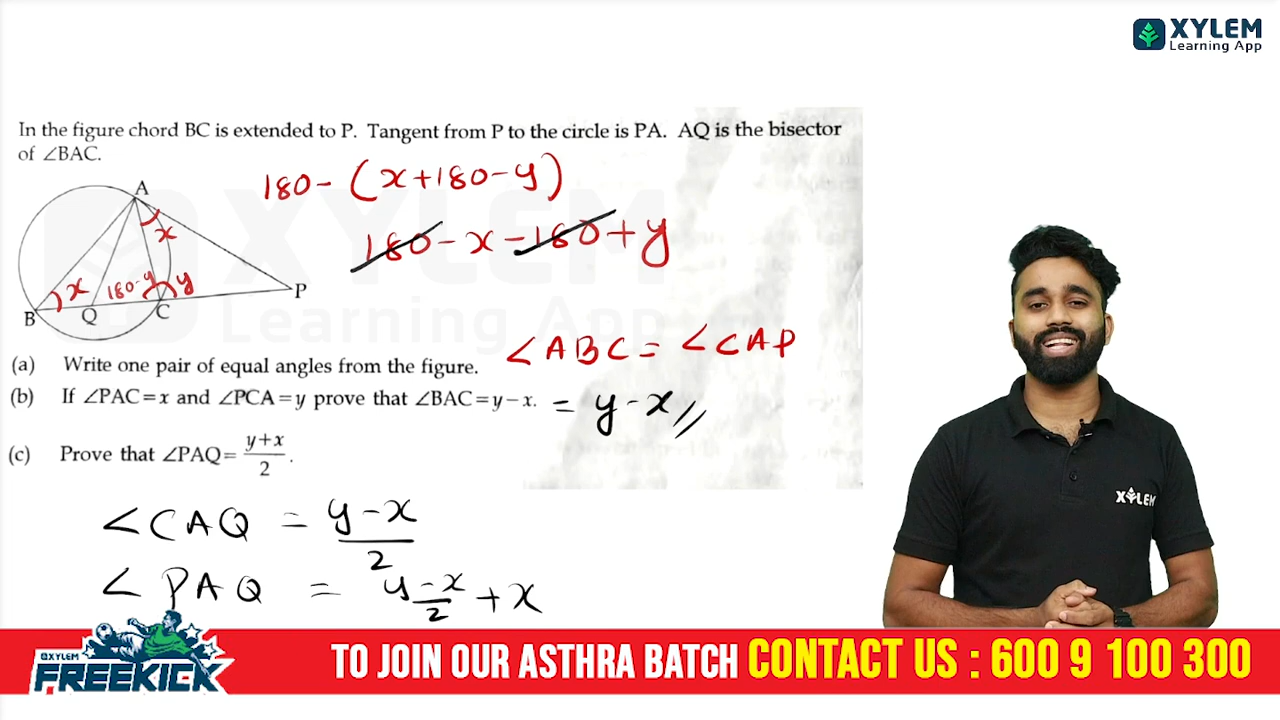 XYLEM
Learning App
In the figure chord BC is extended to P. Tangent from P to the circle is PA. AQ is the bisector
of ∠BAC.
180 - (x+180-y)
180 - x - 180 + y
A
x
x 180-y y
P
B Q C
XYLEM
Learning App
∠ABC = ∠CAP
(a) Write one pair of equal angles from the figure.
(b) If ∠PAC=x and ∠PCA=y prove that ∠BAC=y−x. = y-x //
(c) Prove that ∠PAQ= y+x/2.
∠CAQ = y-x/2
∠PAQ = y-x/2 + x
XYLEM
XYLEM
FREEKICK
TO JOIN OUR ASTHRA BATCH CONTACT US : 600 9 100 300